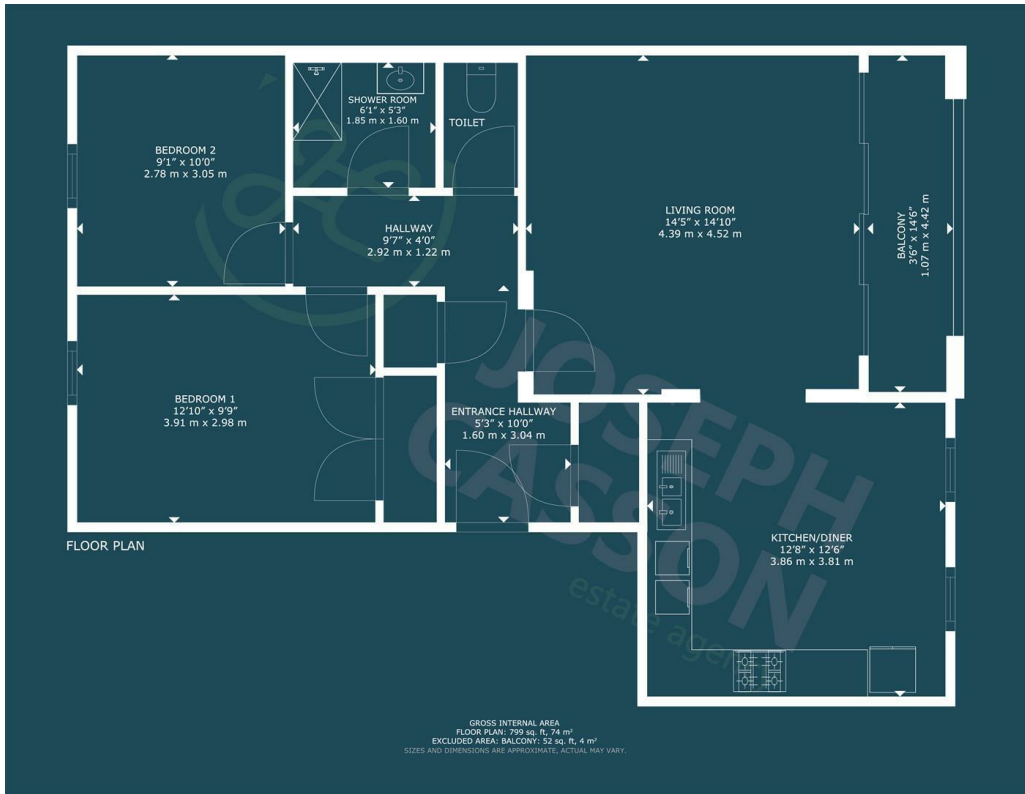 SHOWER ROOM
6'1" x 5'3"
1.85 m x 1.60 m
TOILET
BEDROOM 2
9'1" x 10'0"
2.78 m x 3.05 m
LIVING ROOM
14'5" x 14'10"
4.39 m x 4.52 m
BALCONY
3'6" x 14'6"
1.07 m x 4.42 m
HALLWAY
9'7" x 4'0"
2.92 m x 1.22 m
BEDROOM 1
12'10" x 9'9"
3.91 m x 2.98 m
ENTRANCE HALLWAY
5'3" x 10'0"
1.60 m x 3.04 m
JOSEPH
CASSON
estate agency
KITCHEN/DINER
12'8" x 12'6"
3.86 m x 3.81 m
FLOOR PLAN
GROSS INTERNAL AREA
FLOOR PLAN: 799 sq. ft, 74 m²
EXCLUDED AREA: BALCONY: 52 sq. ft, 4 m²
SIZES AND DIMENSIONS ARE APPROXIMATE, ACTUAL MAY VARY.